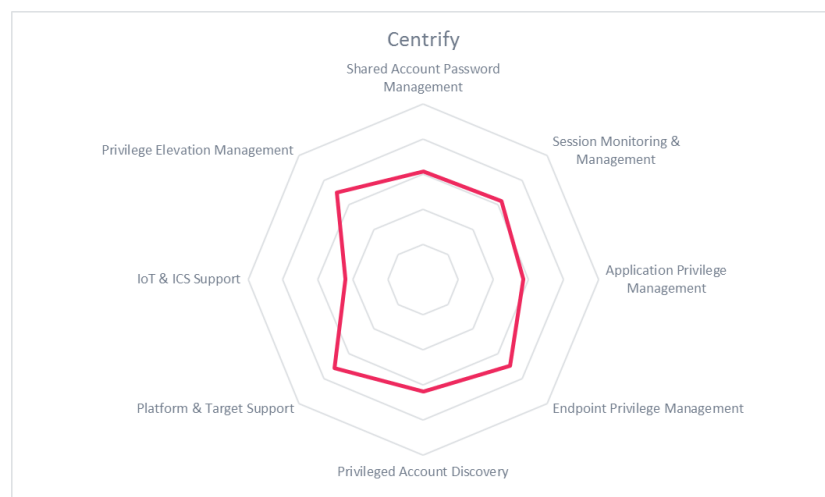 Centrify
Shared Account Password
Management
Session Monitoring &
Management
Application Privilege
Management
Endpoint Privilege Management
Privileged Account Discovery
Platform & Target Support
IoT & ICS Support
Privilege Elevation Management